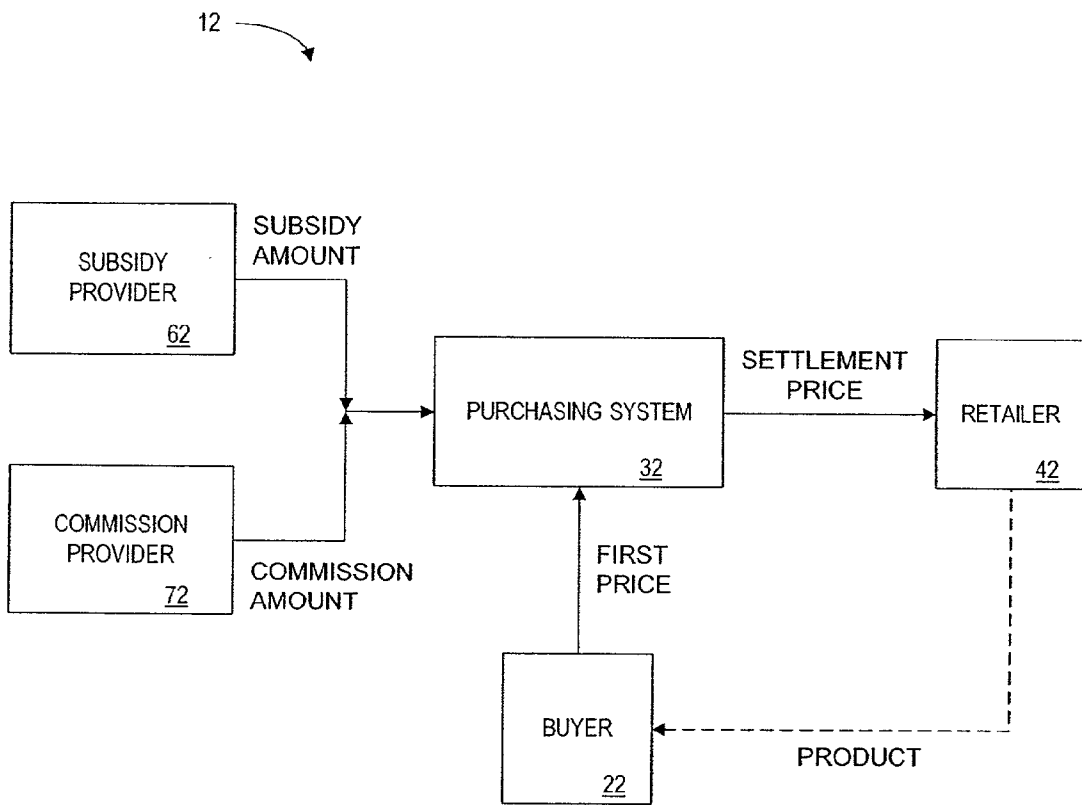 12
SUBSIDY
AMOUNT
SUBSIDY
PROVIDER
62
SETTLEMENT
PRICE
PURCHASING SYSTEM
32
RETAILER
42
COMMISSION
PROVIDER
72
COMMISSION
AMOUNT
FIRST
PRICE
BUYER
22
PRODUCT